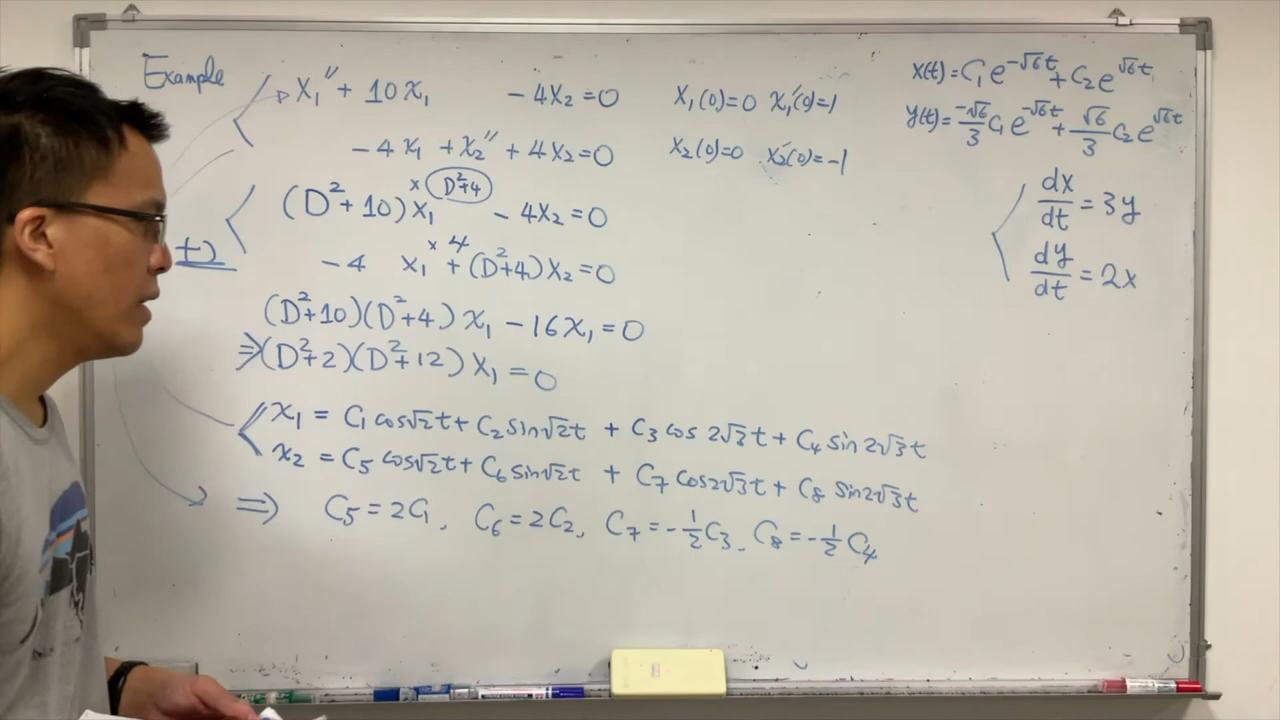 Example
x₁″ + 10x₁ − 4x₂ = 0
x₁(0)=0 x₁′(0)=1
− 4x₁ + x₂″ + 4x₂ = 0
x₂(0)=0 x₂′(0)=−1
× D²+4
(D²+10)x₁ − 4x₂ = 0
× 4
− 4 x₁ + (D²+4)x₂ = 0
+)
(D²+10)(D²+4)x₁ − 16x₁ = 0
⇒(D²+2)(D²+12)x₁ = 0
x₁ = C₁cos√2t + C₂sin√2t + C₃cos2√3t + C₄sin2√3t
x₂ = C₅cos√2t + C₆sin√2t + C₇cos2√3t + C₈sin2√3t
⇒ C₅=2C₁, C₆=2C₂, C₇=−1/2C₃, C₈=−1/2C₄
x(t)=C₁e^−√6t + C₂e^√6t
y(t)=−√6/3 C₁e^−√6t + √6/3 C₂e^√6t
dx/dt = 3y
dy/dt = 2x